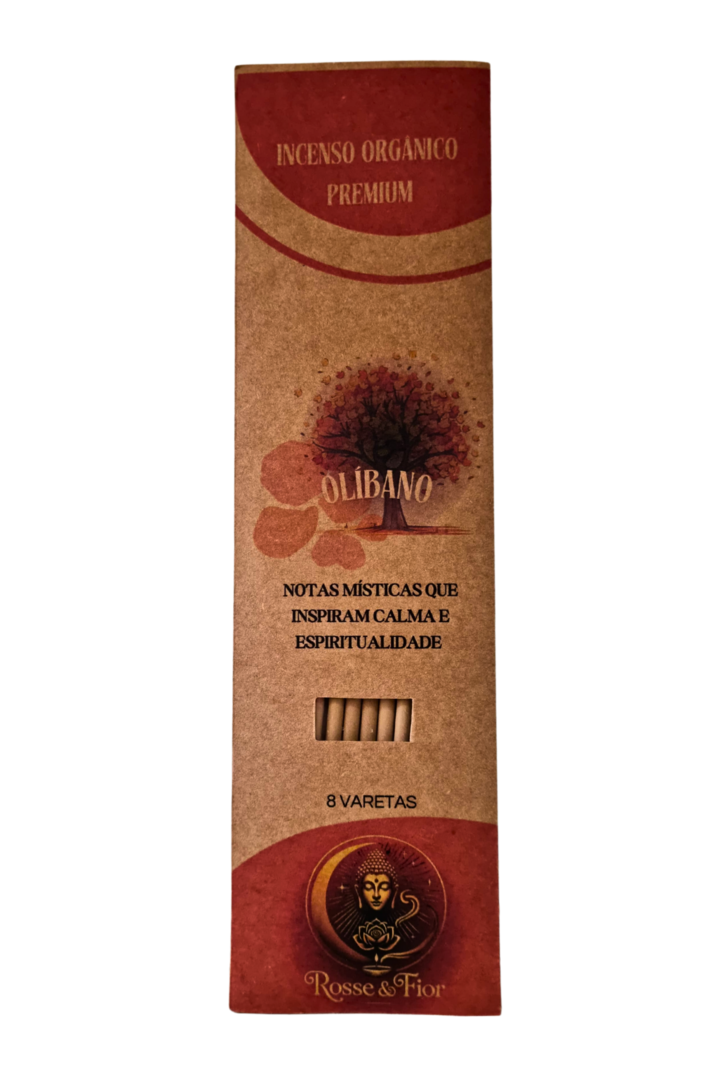 INCENSO ORGÂNICO
PREMIUM
OLÍBANO
NOTAS MÍSTICAS QUE
INSPIRAM CALMA E
ESPIRITUALIDADE
8 VARETAS
Rosse & Fior